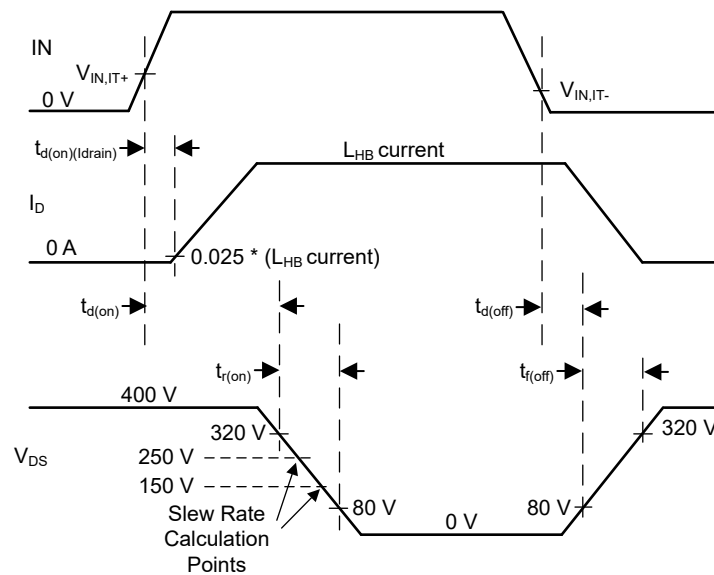 IN
V_IN,IT+
0 V
V_IN,IT-
t_d(on)(Idrain)
L_HB current
I_D
0 A
0.025 * (L_HB current)
t_d(on)
t_d(off)
t_r(on)
t_f(off)
400 V
320 V
320 V
V_DS
250 V
150 V
80 V
0 V
80 V
Slew Rate
Calculation
Points